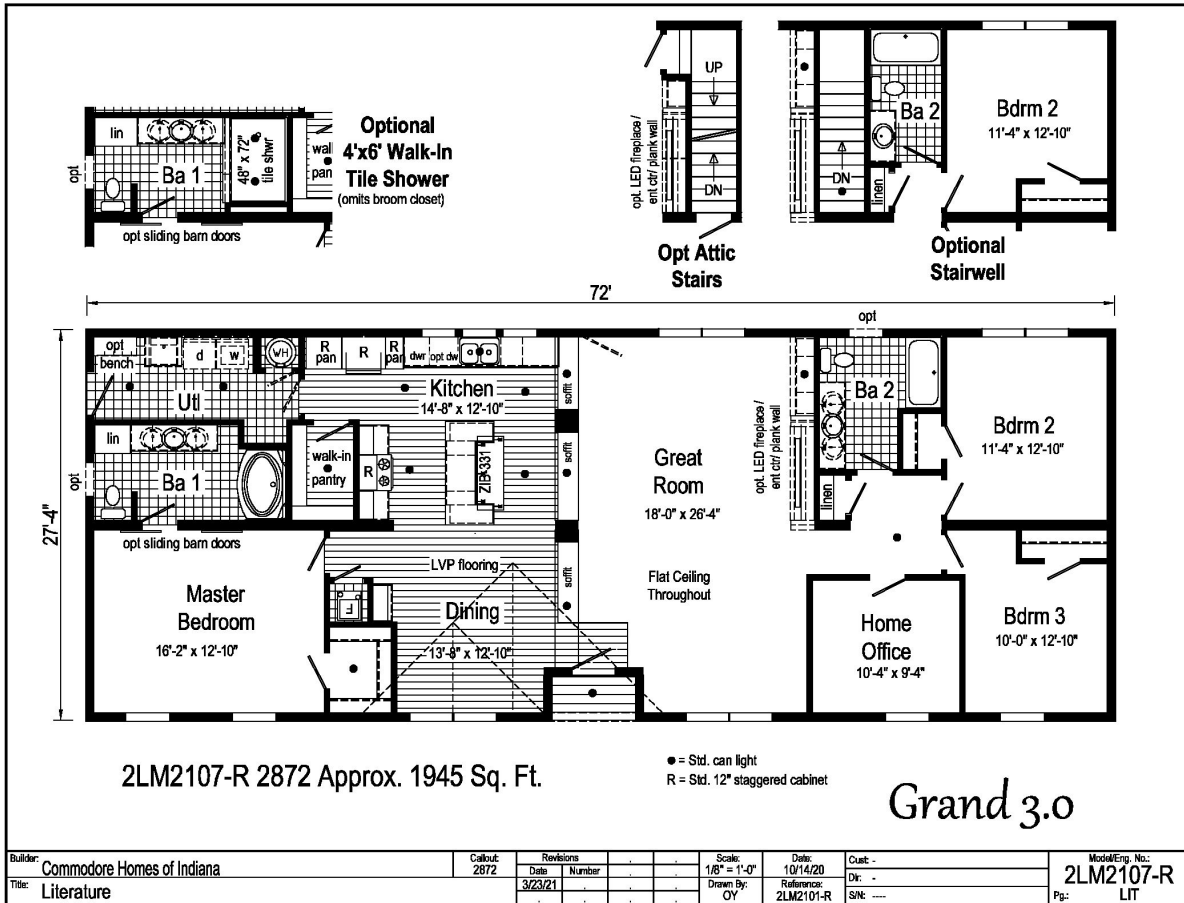 lin
Ba 1
48" x 72"
tile shwr
wal
pan
opt
opt sliding barn doors
Optional
4'x6' Walk-In
Tile Shower
(omits broom closet)
UP
DN
opt. LED fireplace /
ent ctr/ plank wall
Opt Attic
Stairs
DN
linen
Ba 2
Bdrm 2
11'-4" x 12'-10"
Optional
Stairwell
72'
27'-4"
opt
opt
bench
d
w
WH
Utl
R
pan
R
R
pan
dwr
opt dw
Kitchen
14'-8" x 12'-10"
soffit
lin
Ba 1
opt
opt sliding barn doors
walk-in
pantry
R
ZIB4331
soffit
Great
Room
18'-0" x 26'-4"
Flat Ceiling
Throughout
opt. LED fireplace /
ent ctr/ plank wall
Ba 2
linen
Bdrm 2
11'-4" x 12'-10"
Master
Bedroom
16'-2" x 12'-10"
LVP flooring
F
Dining
13'-8" x 12'-10"
soffit
Home
Office
10'-4" x 9'-4"
Bdrm 3
10'-0" x 12'-10"
2LM2107-R 2872 Approx. 1945 Sq. Ft.
● = Std. can light
R = Std. 12" staggered cabinet
Grand 3.0
Builder: Commodore Homes of Indiana
Title: Literature
Callout:
2872
Revisions
Date Number
3/23/21
Scale:
1/8" = 1'-0"
Drawn By:
OY
Date:
10/14/20
Reference:
2LM2101-R
Cust: -
Dir: -
S/N: ----
Model/Eng. No.:
2LM2107-R
Pg.: LIT